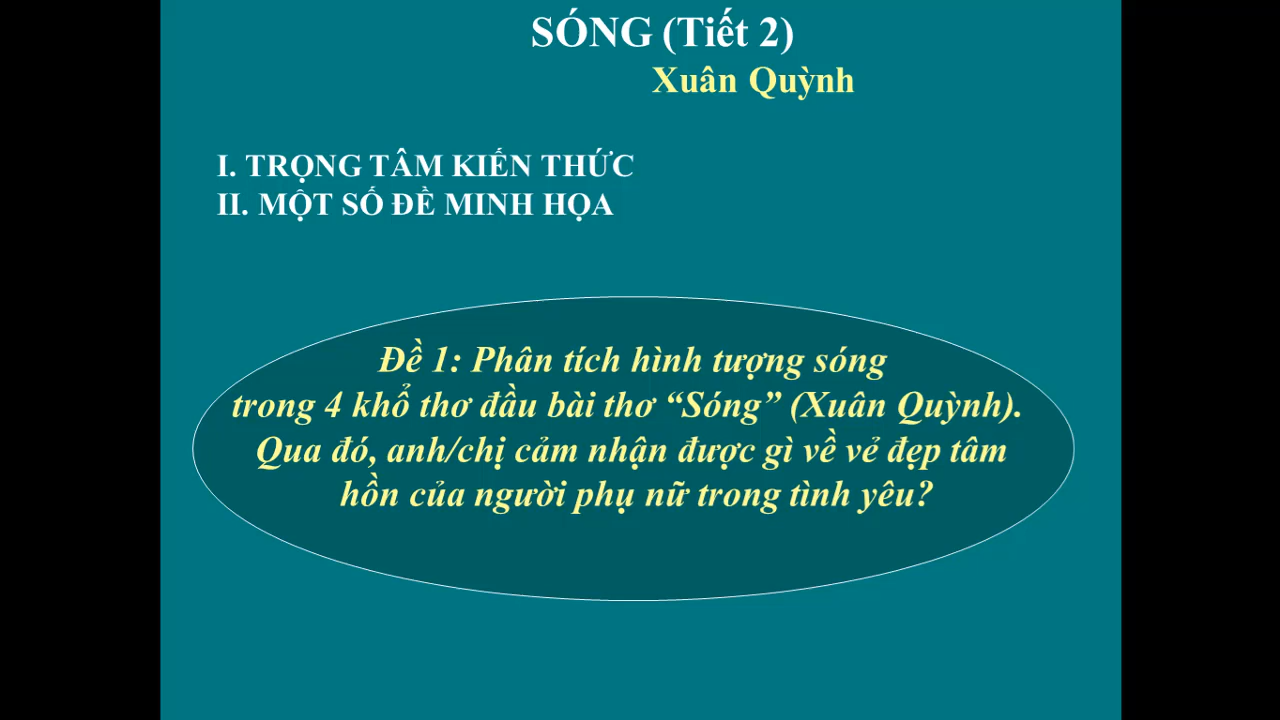 SÓNG (Tiết 2)
Xuân Quỳnh
I. TRỌNG TÂM KIẾN THỨC
II. MỘT SỐ ĐỀ MINH HỌA
Đề 1: Phân tích hình tượng sóng
trong 4 khổ thơ đầu bài thơ “Sóng” (Xuân Quỳnh).
Qua đó, anh/chị cảm nhận được gì về vẻ đẹp tâm
hồn của người phụ nữ trong tình yêu?